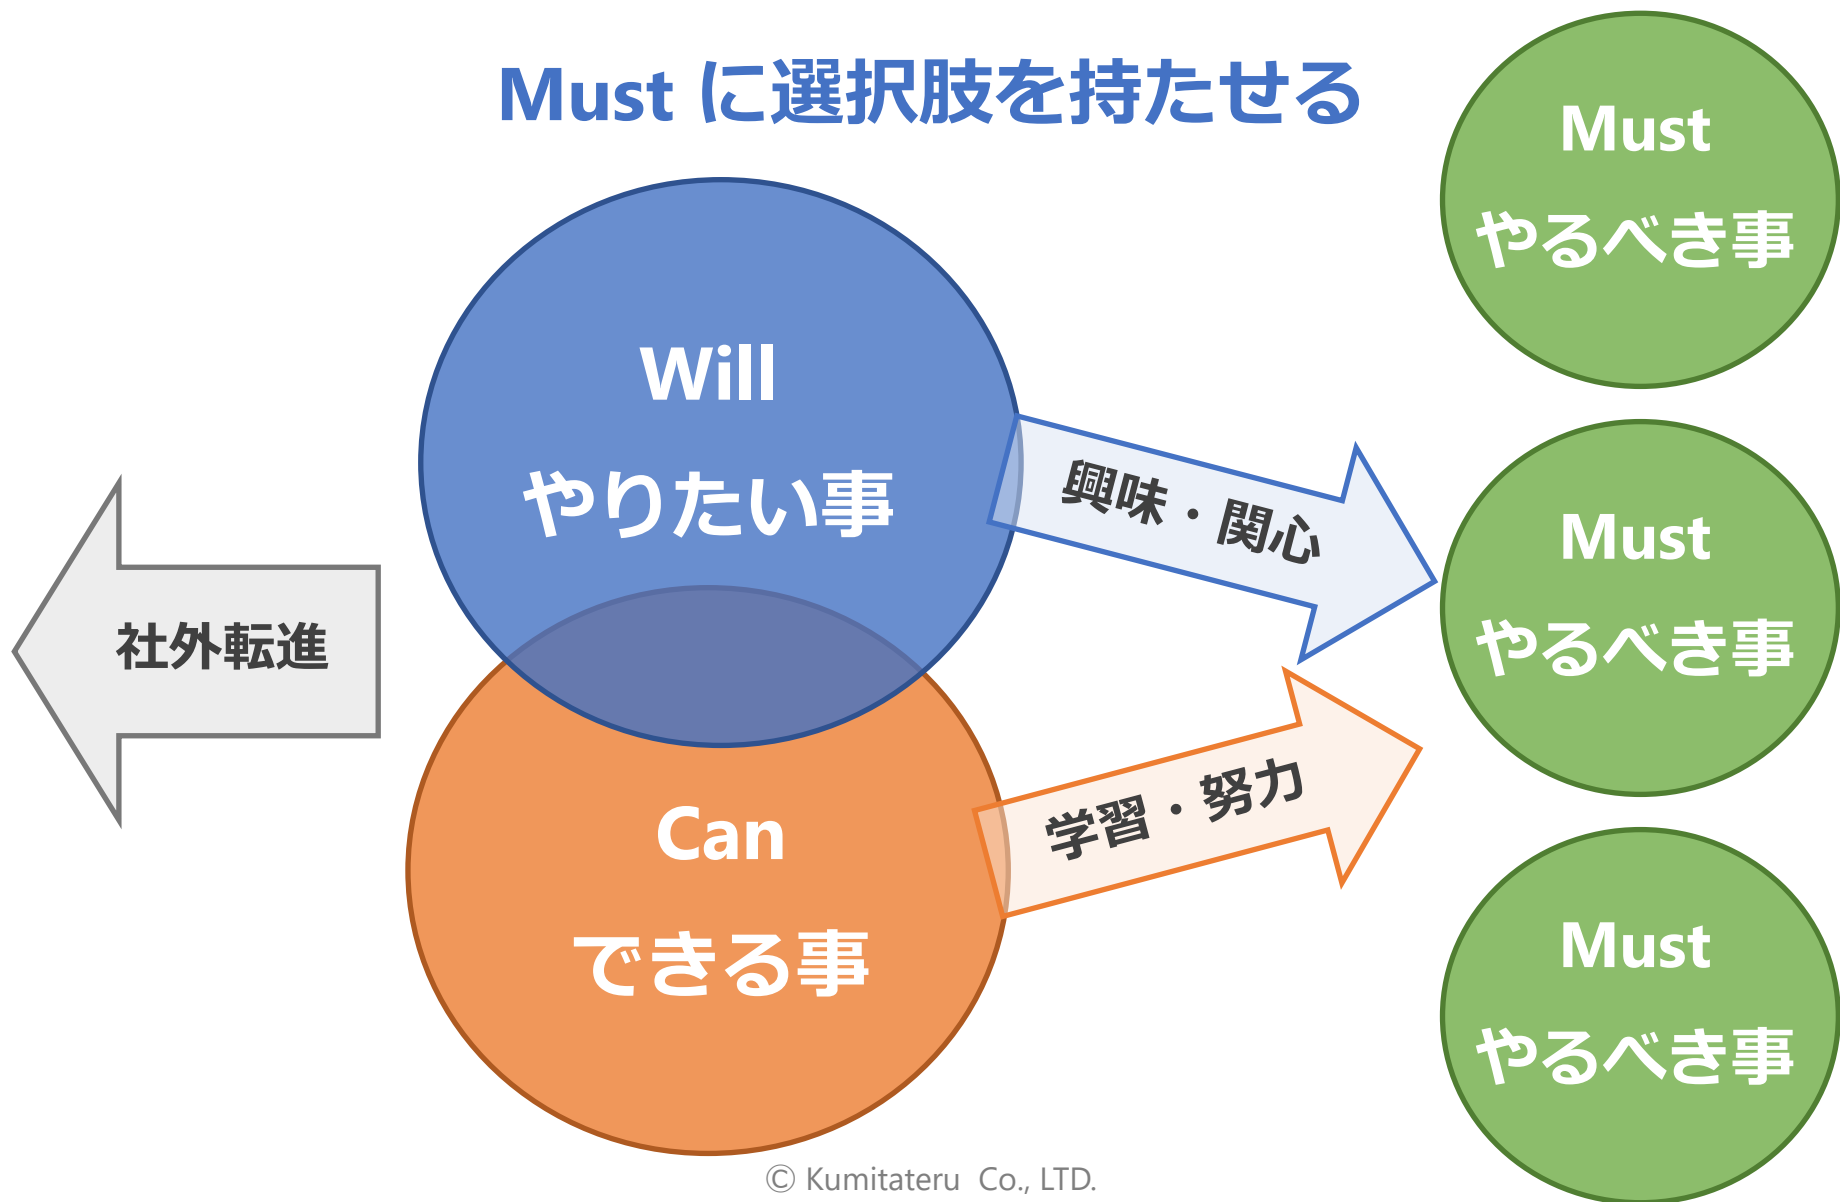 Must に選択肢を持たせる
Must
やるべき事
Will
やりたい事
興味・関心
Must
やるべき事
社外転進
学習・努力
Can
できる事
Must
やるべき事
© Kumitateru Co., LTD.